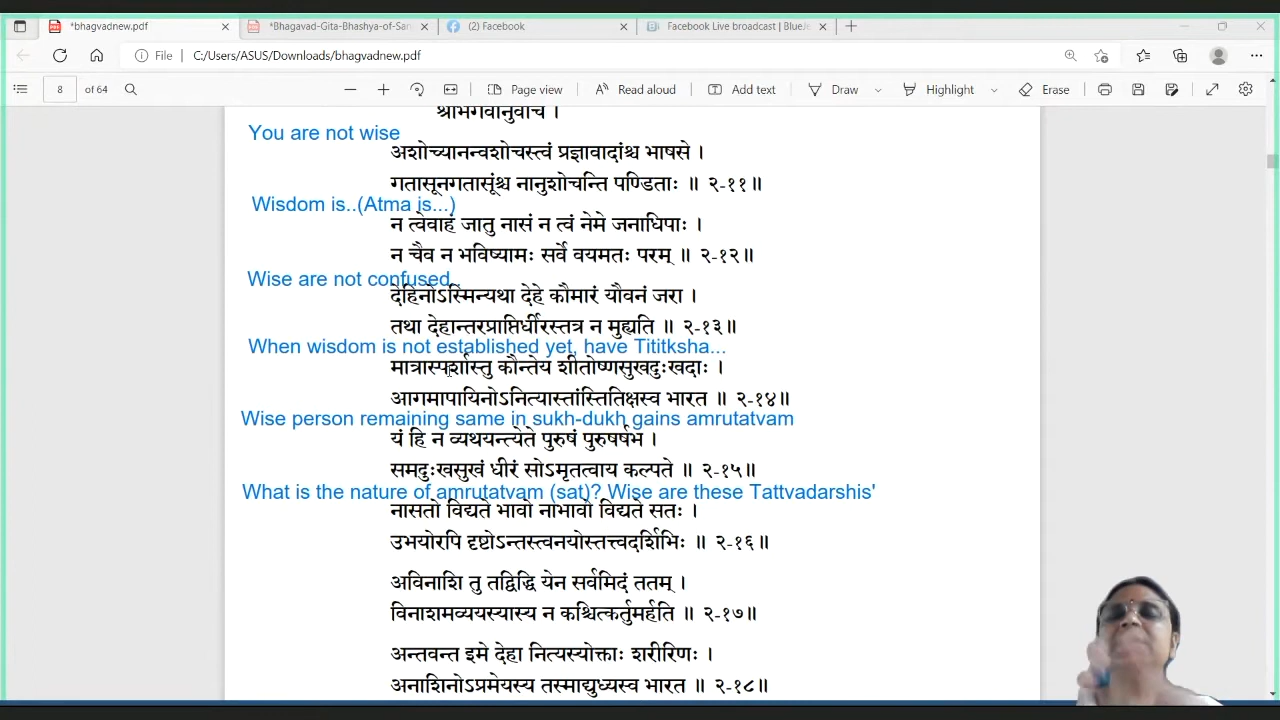 *bhagvadnew.pdf
*Bhagavad-Gita-Bhashya-of-San
(2) Facebook
Facebook Live broadcast | BlueJe
File
C:/Users/ASUS/Downloads/bhagvadnew.pdf
8 of 64
Page view
Read aloud
Add text
Draw
Highlight
Erase
श्रीभगवानुवाच ।
You are not wise
अशोच्यानन्वशोचस्त्वं प्रज्ञावादांश्च भाषसे ।
गतासूनगतासूंश्च नानुशोचन्ति पण्डिताः ॥ २-११॥
Wisdom is..(Atma is...)
न त्वेवाहं जातु नासं न त्वं नेमे जनाधिपाः ।
न चैव न भविष्यामः सर्वे वयमतः परम् ॥ २-१२॥
Wise are not confused
देहिनोऽस्मिन्यथा देहे कौमारं यौवनं जरा ।
तथा देहान्तरप्राप्तिर्धीरस्तत्र न मुह्यति ॥ २-१३॥
When wisdom is not established yet, have Tititksha...
मात्रास्पर्शास्तु कौन्तेय शीतोष्णसुखदुःखदाः ।
आगमापायिनोऽनित्यास्तांस्तितिक्षस्व भारत ॥ २-१४॥
Wise person remaining same in sukh-dukh gains amrutatvam
यं हि न व्यथयन्त्येते पुरुषं पुरुषर्षभ ।
समदुःखसुखं धीरं सोऽमृतत्वाय कल्पते ॥ २-१५॥
What is the nature of amrutatvam (sat)? Wise are these Tattvadarshis'
नासतो विद्यते भावो नाभावो विद्यते सतः ।
उभयोरपि दृष्टोऽन्तस्त्वनयोस्तत्त्वदर्शिभिः ॥ २-१६॥
अविनाशि तु तद्विद्धि येन सर्वमिदं ततम् ।
विनाशमव्ययस्यास्य न कश्चित्कर्तुमर्हति ॥ २-१७॥
अन्तवन्त इमे देहा नित्यस्योक्ताः शरीरिणः ।
अनाशिनोऽप्रमेयस्य तस्माद्युध्यस्व भारत ॥ २-१८॥